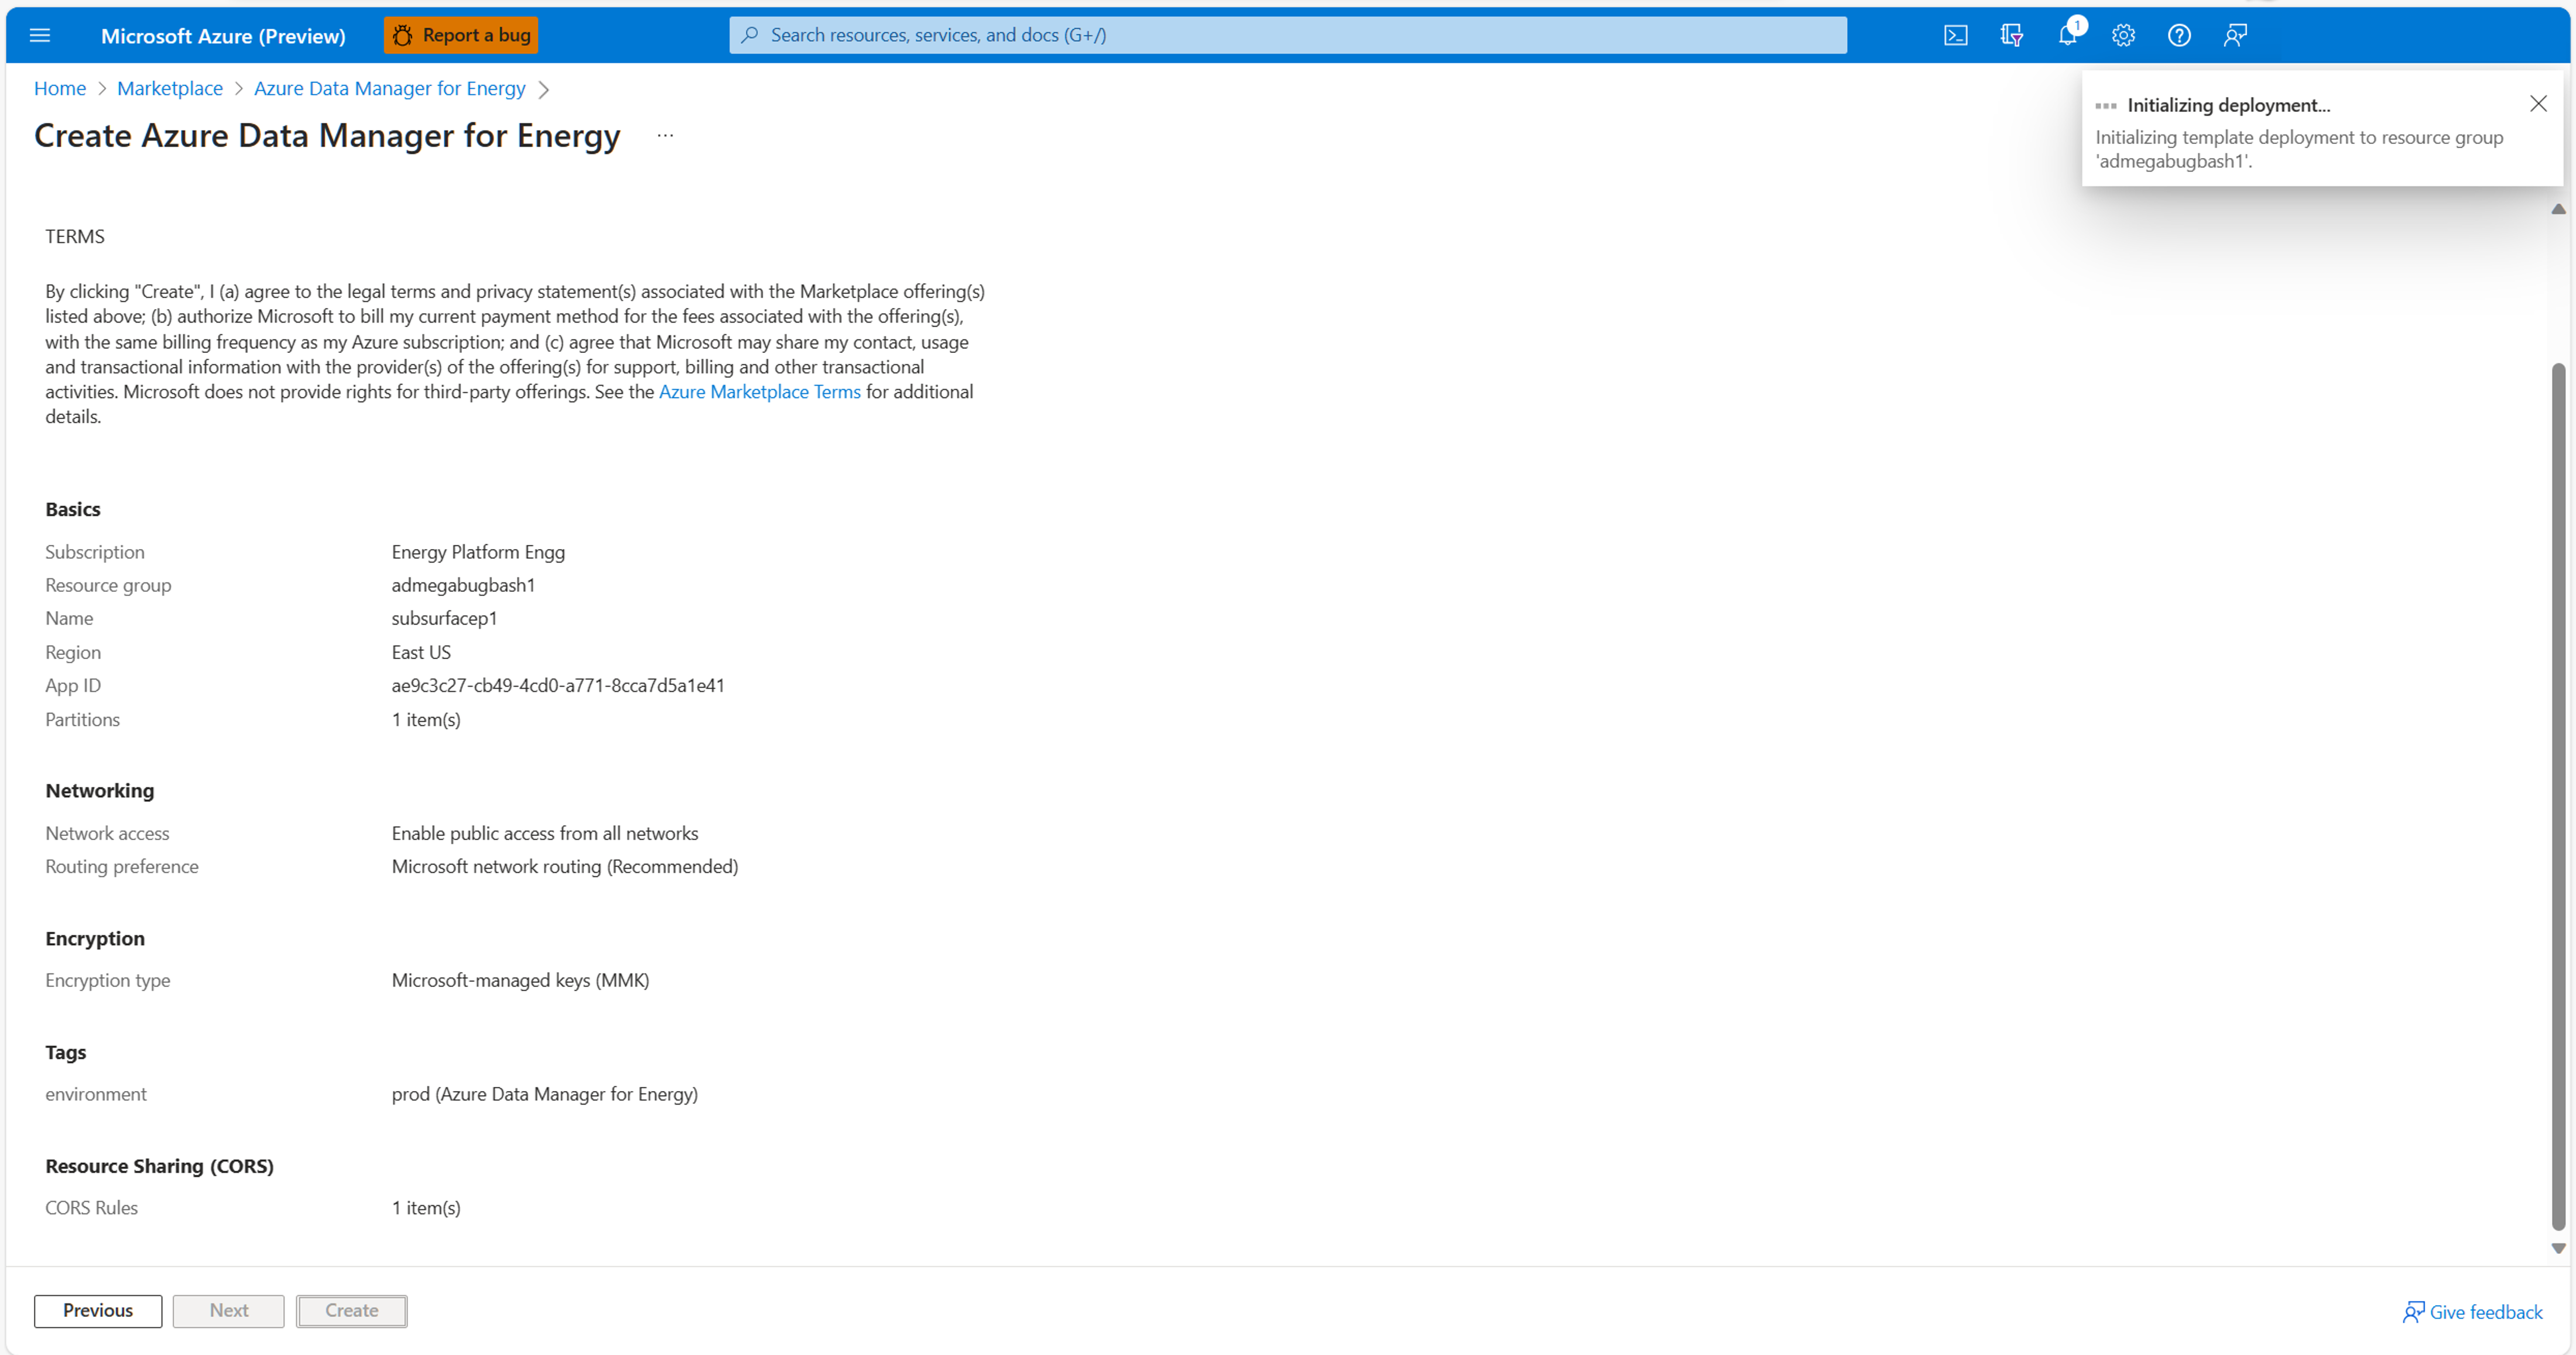 Microsoft Azure (Preview)
Report a bug
Search resources, services, and docs (G+/)
1
Home > Marketplace > Azure Data Manager for Energy >
Create Azure Data Manager for Energy ...
Initializing deployment...
Initializing template deployment to resource group
'admegabugbash1'.
TERMS
By clicking "Create", I (a) agree to the legal terms and privacy statement(s) associated with the Marketplace offering(s)
listed above; (b) authorize Microsoft to bill my current payment method for the fees associated with the offering(s),
with the same billing frequency as my Azure subscription; and (c) agree that Microsoft may share my contact, usage
and transactional information with the provider(s) of the offering(s) for support, billing and other transactional
activities. Microsoft does not provide rights for third-party offerings. See the Azure Marketplace Terms for additional
details.
Basics
Subscription Energy Platform Engg
Resource group admegabugbash1
Name subsurfacep1
Region East US
App ID ae9c3c27-cb49-4cd0-a771-8cca7d5a1e41
Partitions 1 item(s)
Networking
Network access Enable public access from all networks
Routing preference Microsoft network routing (Recommended)
Encryption
Encryption type Microsoft-managed keys (MMK)
Tags
environment prod (Azure Data Manager for Energy)
Resource Sharing (CORS)
CORS Rules 1 item(s)
Previous Next Create
Give feedback